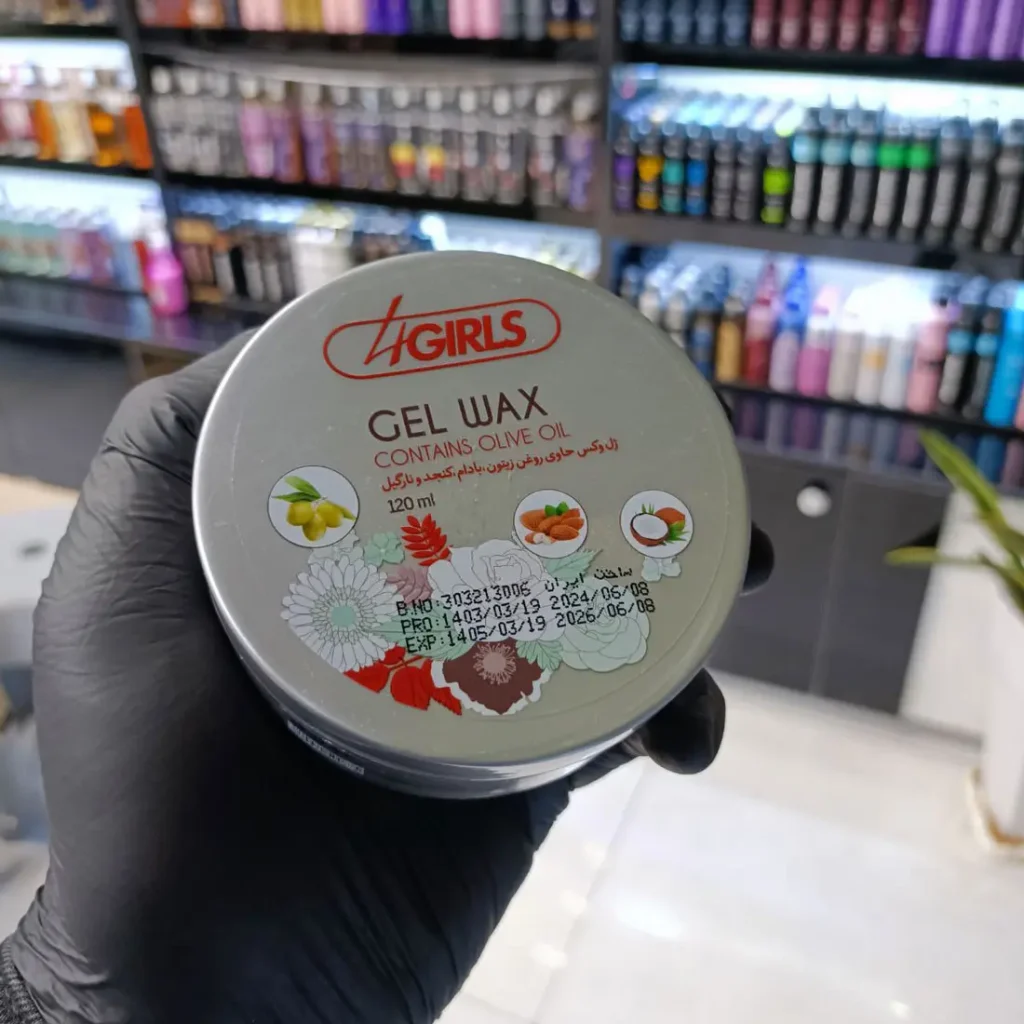 4GIRLS
GEL WAX
CONTAINS OLIVE OIL
ژل وکس حاوی روغن زیتون،بادام،کنجد و نارگیل
120 ml
ساخت ایران
B.NO:303213006
PRO:1403/03/19 2024/06/08
EXP:1405/03/19 2026/06/08